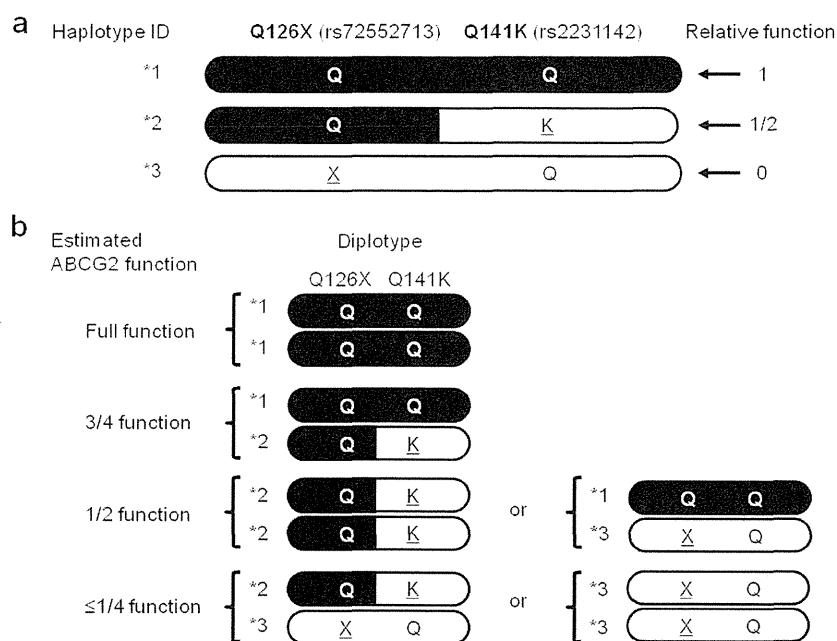 a
Haplotype ID Q126X (rs72552713) Q141K (rs2231142) Relative function
*1 Q Q 1
*2 Q K 1/2
*3 X Q 0
b
Estimated ABCG2 function
Diplotype
Q126X Q141K
Full function
*1 Q Q
*1 Q Q
3/4 function
*1 Q Q
*2 Q K
1/2 function
*2 Q K
*2 Q K
or
*1 Q Q
*3 X Q
≤1/4 function
*2 Q K
*3 X Q
or
*3 X Q
*3 X Q